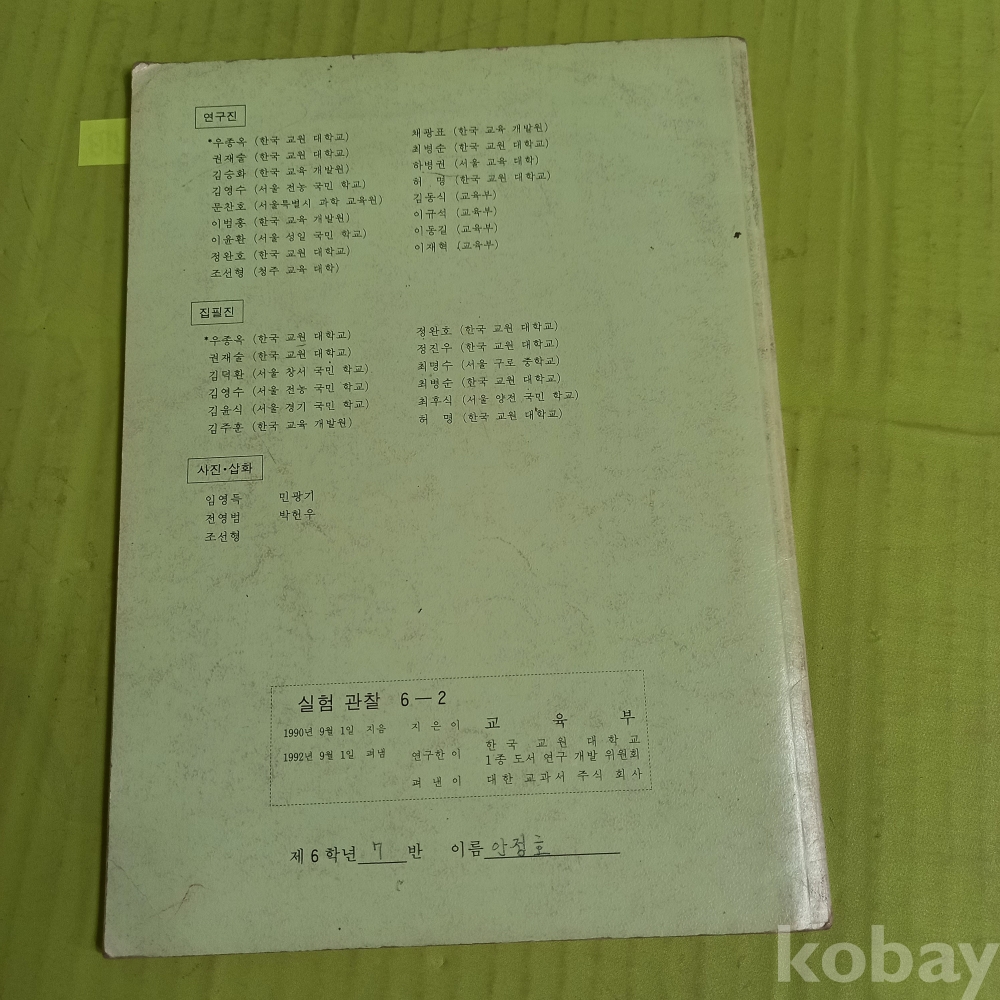 연구진
*우종옥 (한국 교원 대학교)
권재술 (한국 교원 대학교)
김승화 (한국 교육 개발원)
김영수 (서울 전농 국민 학교)
문찬호 (서울특별시 과학 교육원)
이범홍 (한국 교육 개발원)
이윤환 (서울 성일 국민 학교)
정완호 (한국 교원 대학교)
조선형 (청주 교육 대학)
채광표 (한국 교육 개발원)
최병순 (한국 교원 대학교)
하병권 (서울 교육 대학)
허 명 (한국 교원 대학교)
김동식 (교육부)
이규석 (교육부)
이동길 (교육부)
이재혁 (교육부)
집필진
*우종옥 (한국 교원 대학교)
권재술 (한국 교원 대학교)
김덕환 (서울 창서 국민 학교)
김영수 (서울 전농 국민 학교)
김윤식 (서울 경기 국민 학교)
김주훈 (한국 교육 개발원)
정완호 (한국 교원 대학교)
정진우 (한국 교원 대학교)
최명수 (서울 구로 중학교)
최병순 (한국 교원 대학교)
최후식 (서울 양전 국민 학교)
허 명 (한국 교원 대학교)
사진·삽화
임영득 민광기
전영범 박헌우
조선형
실험 관찰 6—2
1990년 9월 1일 지음 지 은 이 교 육 부
1992년 9월 1일 펴냄 연구한 이 한 국 교 원 대 학 교
1종 도서 연구 개발 위원회
펴 낸 이 대한 교과서 주식 회사
제 6 학년 7 반 이름 안정호
kobay